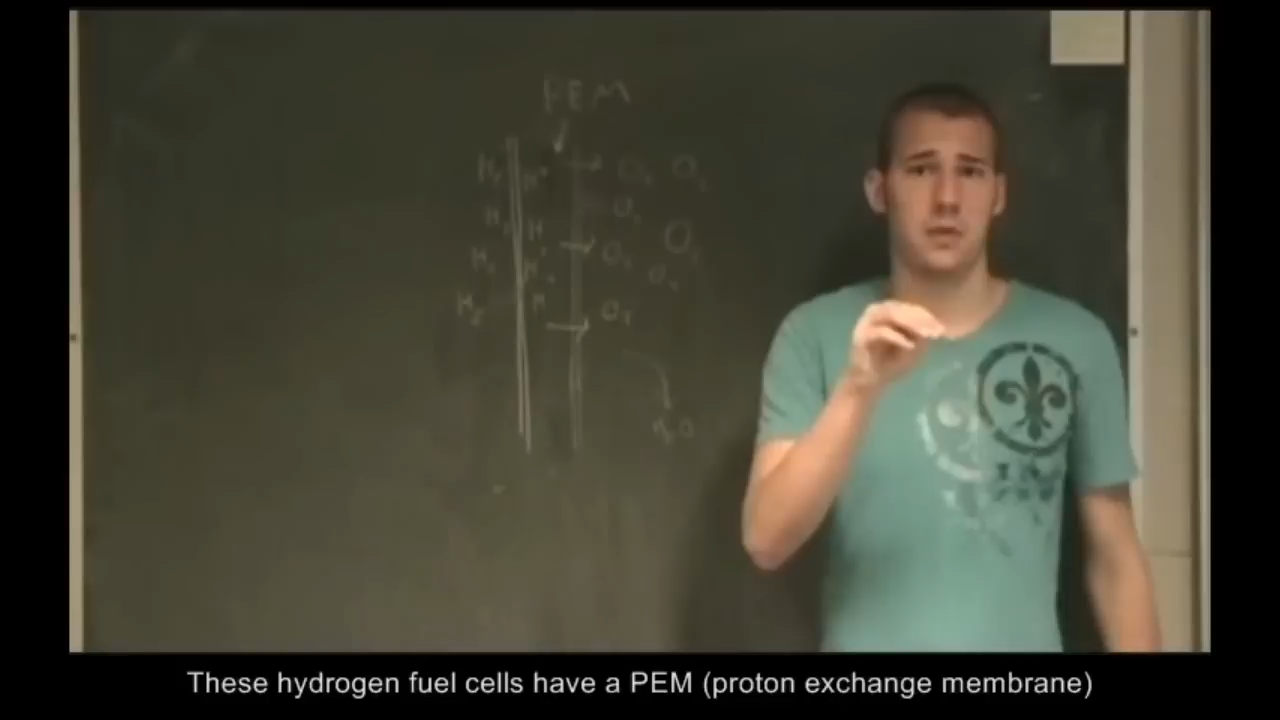 PEM
H₂ H⁺ O₂ O₂
H₂ H O₂
H₂ H⁺ O₂ O₂
H⁺ O₂
H₂ H O₂
H₂O
These hydrogen fuel cells have a PEM (proton exchange membrane)